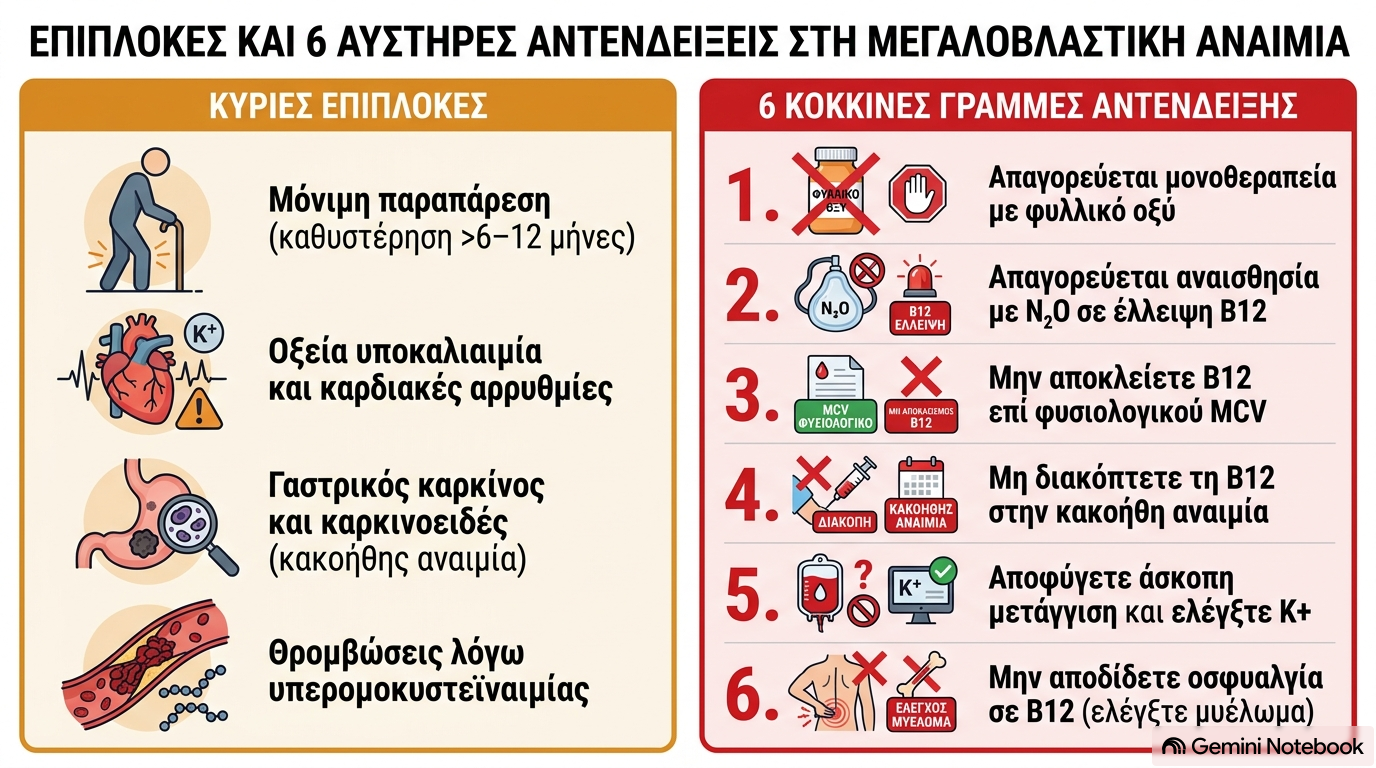 ΕΠΙΠΛΟΚΕΣ ΚΑΙ 6 ΑΥΣΤΗΡΕΣ ΑΝΤΕΝΔΕΙΞΕΙΣ ΣΤΗ ΜΕΓΑΛΟΒΛΑΣΤΙΚΗ ΑΝΑΙΜΙΑ
ΚΥΡΙΕΣ ΕΠΙΠΛΟΚΕΣ
Μόνιμη παραπάρεση
(καθυστέρηση >6–12 μήνες)
K⁺
Οξεία υποκαλιαιμία
και καρδιακές αρρυθμίες
Γαστρικός καρκίνος
και καρκινοειδές
(κακοήθης αναιμία)
Θρομβώσεις λόγω
υπερομοκυστεϊναιμίας
6 ΚΟΚΚΙΝΕΣ ΓΡΑΜΜΕΣ ΑΝΤΕΝΔΕΙΞΗΣ
1.
Απαγορεύεται μονοθεραπεία
με φυλλικό οξύ
2.
N₂O
B12
ΕΛΛΕΙΨΗ
Απαγορεύεται αναισθησία
με N₂O σε έλλειψη B12
3.
MCV
ΦΥΣΙΟΛΟΓΙΚΟ
B12
Μην αποκλείετε B12
επί φυσιολογικού MCV
4.
ΔΙΑΚΟΠΗ
ΚΑΚΟΗΘΗΣ
ΑΝΑΙΜΙΑ
Μη διακόπτετε τη B12
στην κακοήθη αναιμία
5.
?
K⁺
Αποφύγετε άσκοπη
μετάγγιση και ελέγξτε K+
6.
ΕΛΕΓΧΟΣ
ΜΥΕΛΩΜΑ
Μην αποδίδετε οσφυαλγία
σε B12 (ελέγξτε μυέλωμα)
Gemini Notebook